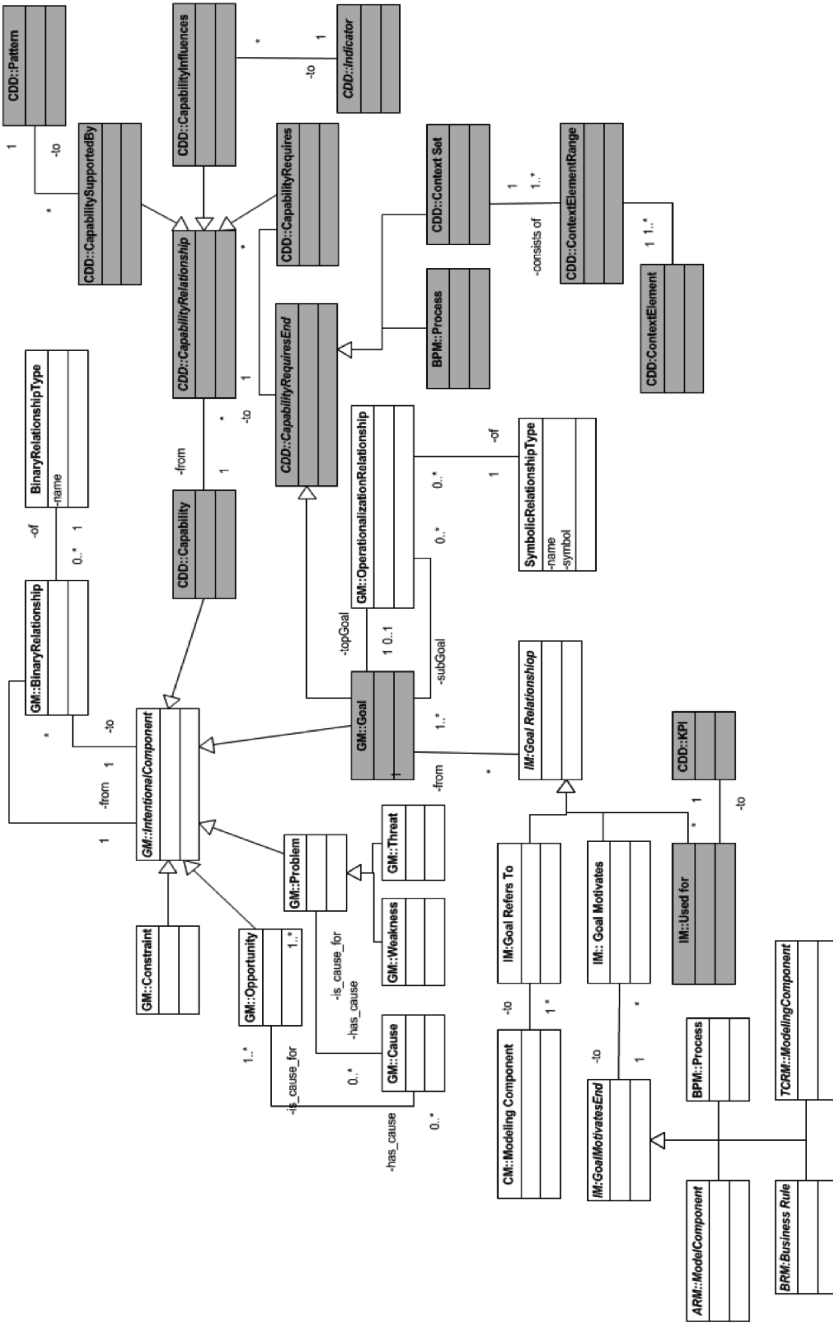 CDD::Pattern
1
-to
*
CDD::CapabilitySupportedBy
BinaryRelationshipType
-name
-of
0..*
1
GM::BinaryRelationship
*
-to
1
-from
1
GM::IntentionalComponent
GM::Constraint
CDD::CapabilityInfluences
*
1
-to
CDD::Indicator
CDD::CapabilityRelationship
CDD::CapabilityRequires
*
-from
1
*
CDD::Capability
-to
1
CDD::CapabilityRequiresEnd
GM::Opportunity
1..*
1..*
GM::Problem
-is_cause_for
-is_cause_for
-has_cause
-has_cause
0..*
0..*
GM::Cause
GM::Weakness
GM::Threat
GM::Goal
1
-topGoal
1 0..1
GM::OperationalizationRelationship
-subGoal
1..*
0..*
0..*
1
-of
SymbolicRelationshipType
-name
-symbol
BPM::Process
CDD::Context Set
1
1..*
-consists of
CDD::ContextElementRange
1 1..*
CDD:ContextElement
-from
*
IM:Goal Relationshiop
CM::Modeling Component
-to
1 *
IM:Goal Refers To
IM:GoalMotivatesEnd
-to
1
*
IM:: Goal Motivates
IM::Used for
*
1
-to
CDD::KPI
ARM::ModelComponent
BPM::Process
BRM:Business Rule
TCRM::ModelingComponent